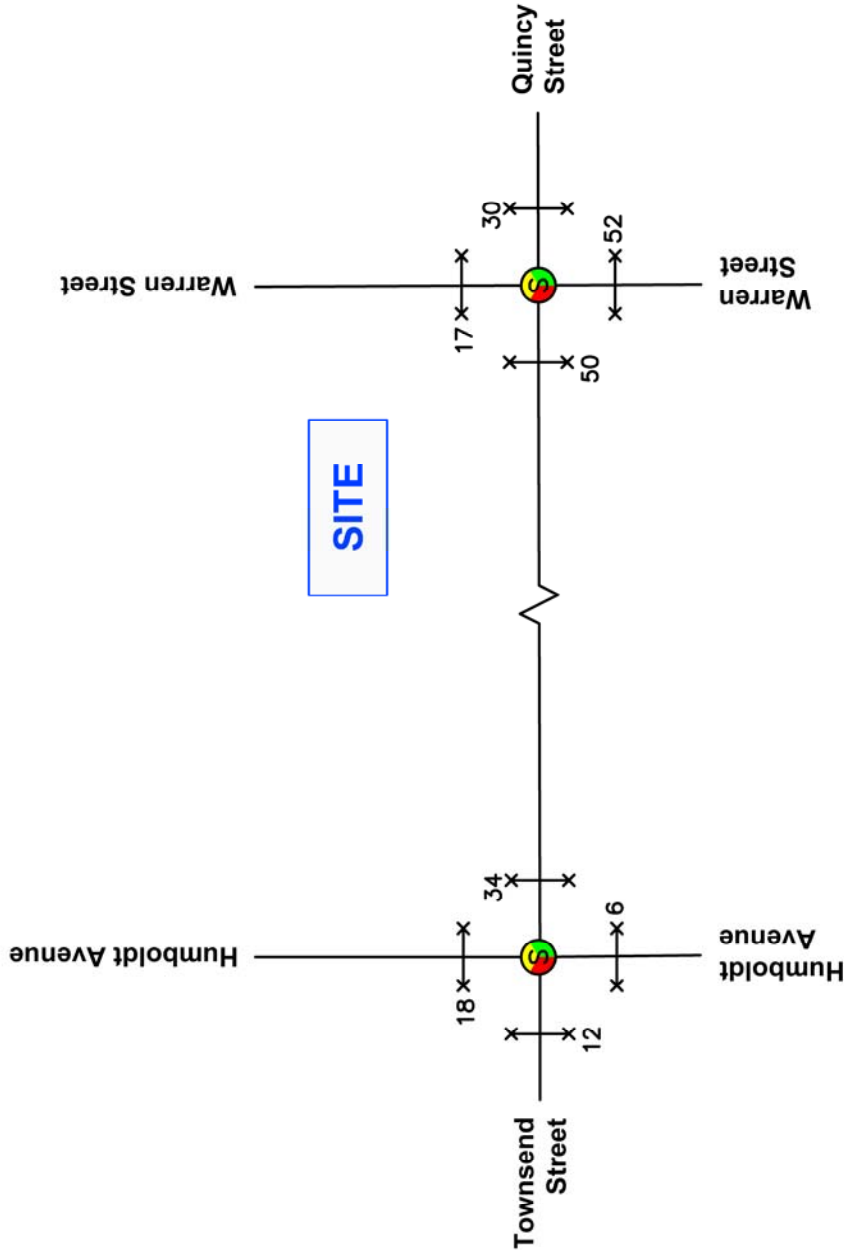 Quincy
Street
Warren Street
30
17
52
Warren
Street
S
50
SITE
34
Humboldt Avenue
18
6
Humboldt
Avenue
S
12
Townsend
Street